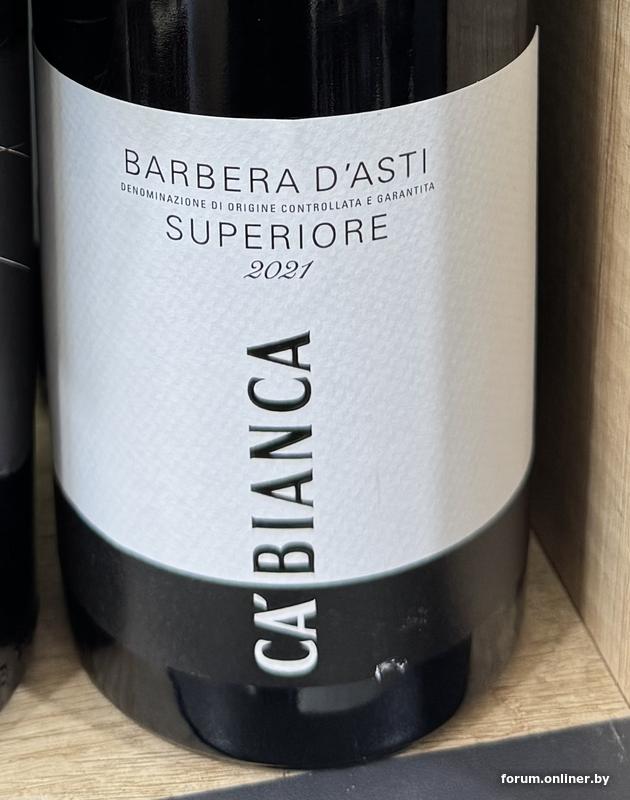 BARBERA D'ASTI
DENOMINAZIONE DI ORIGINE CONTROLLATA E GARANTITA
SUPERIORE
2021
CA' BIANCA
forum.onliner.by